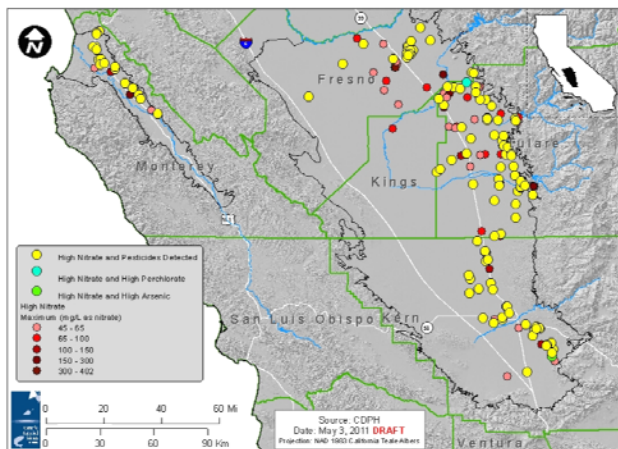 N
99
5
Fresno
Tulare
Monterey
Kings
101
High Nitrate and Pesticides Detected
High Nitrate and High Perchlorate
High Nitrate and High Arsenic
High Nitrate
Maximum (mg/L as nitrate)
45 - 65
65 - 100
100 - 150
150 - 300
300 - 402
San Luis Obispo
Kern
58
0 20 40 60 Mi
0 30 60 90 Km
Source: CDPH
Date: May 3, 2011 DRAFT
Projection: NAD 1983 California Teale Albers
Ventura